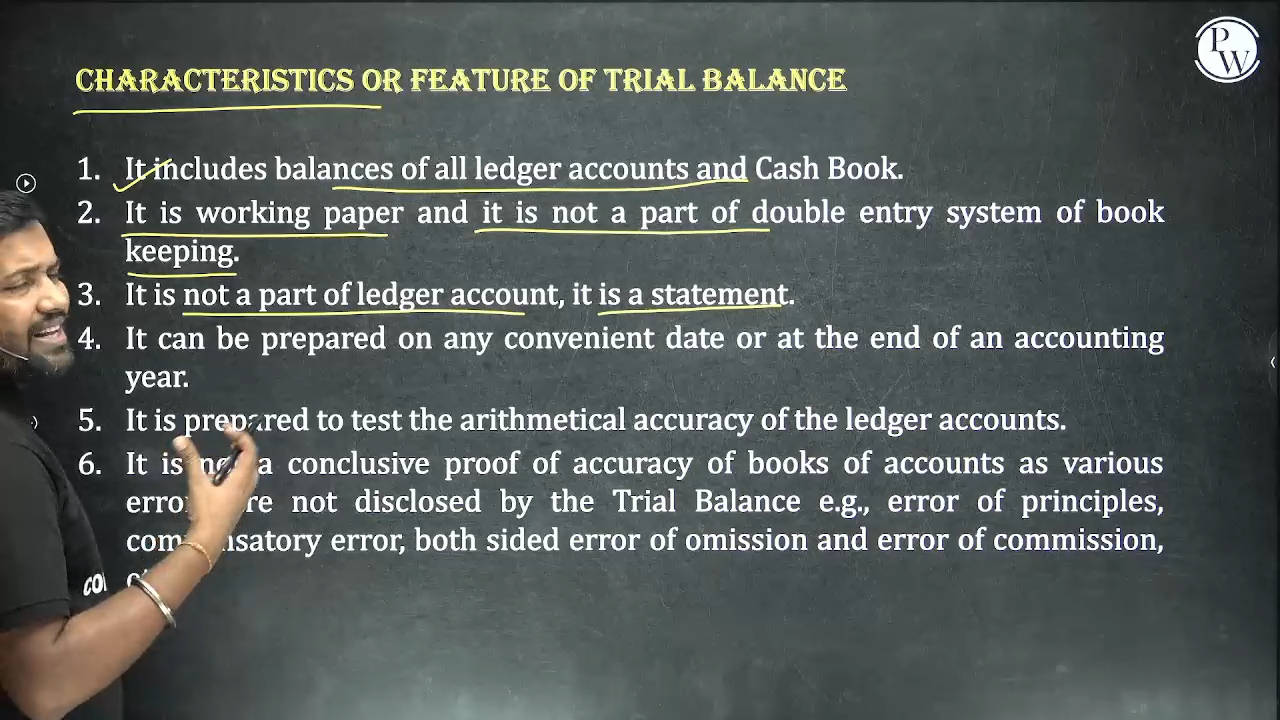 PW
CHARACTERISTICS OR FEATURE OF TRIAL BALANCE
1. It includes balances of all ledger accounts and Cash Book.
2. It is working paper and it is not a part of double entry system of book
keeping.
3. It is not a part of ledger account, it is a statement.
4. It can be prepared on any convenient date or at the end of an accounting
year.
5. It is prepared to test the arithmetical accuracy of the ledger accounts.
6. It is not a conclusive proof of accuracy of books of accounts as various
are not disclosed by the Trial Balance e.g., error of principles,
error, both sided error of omission and error of commission,